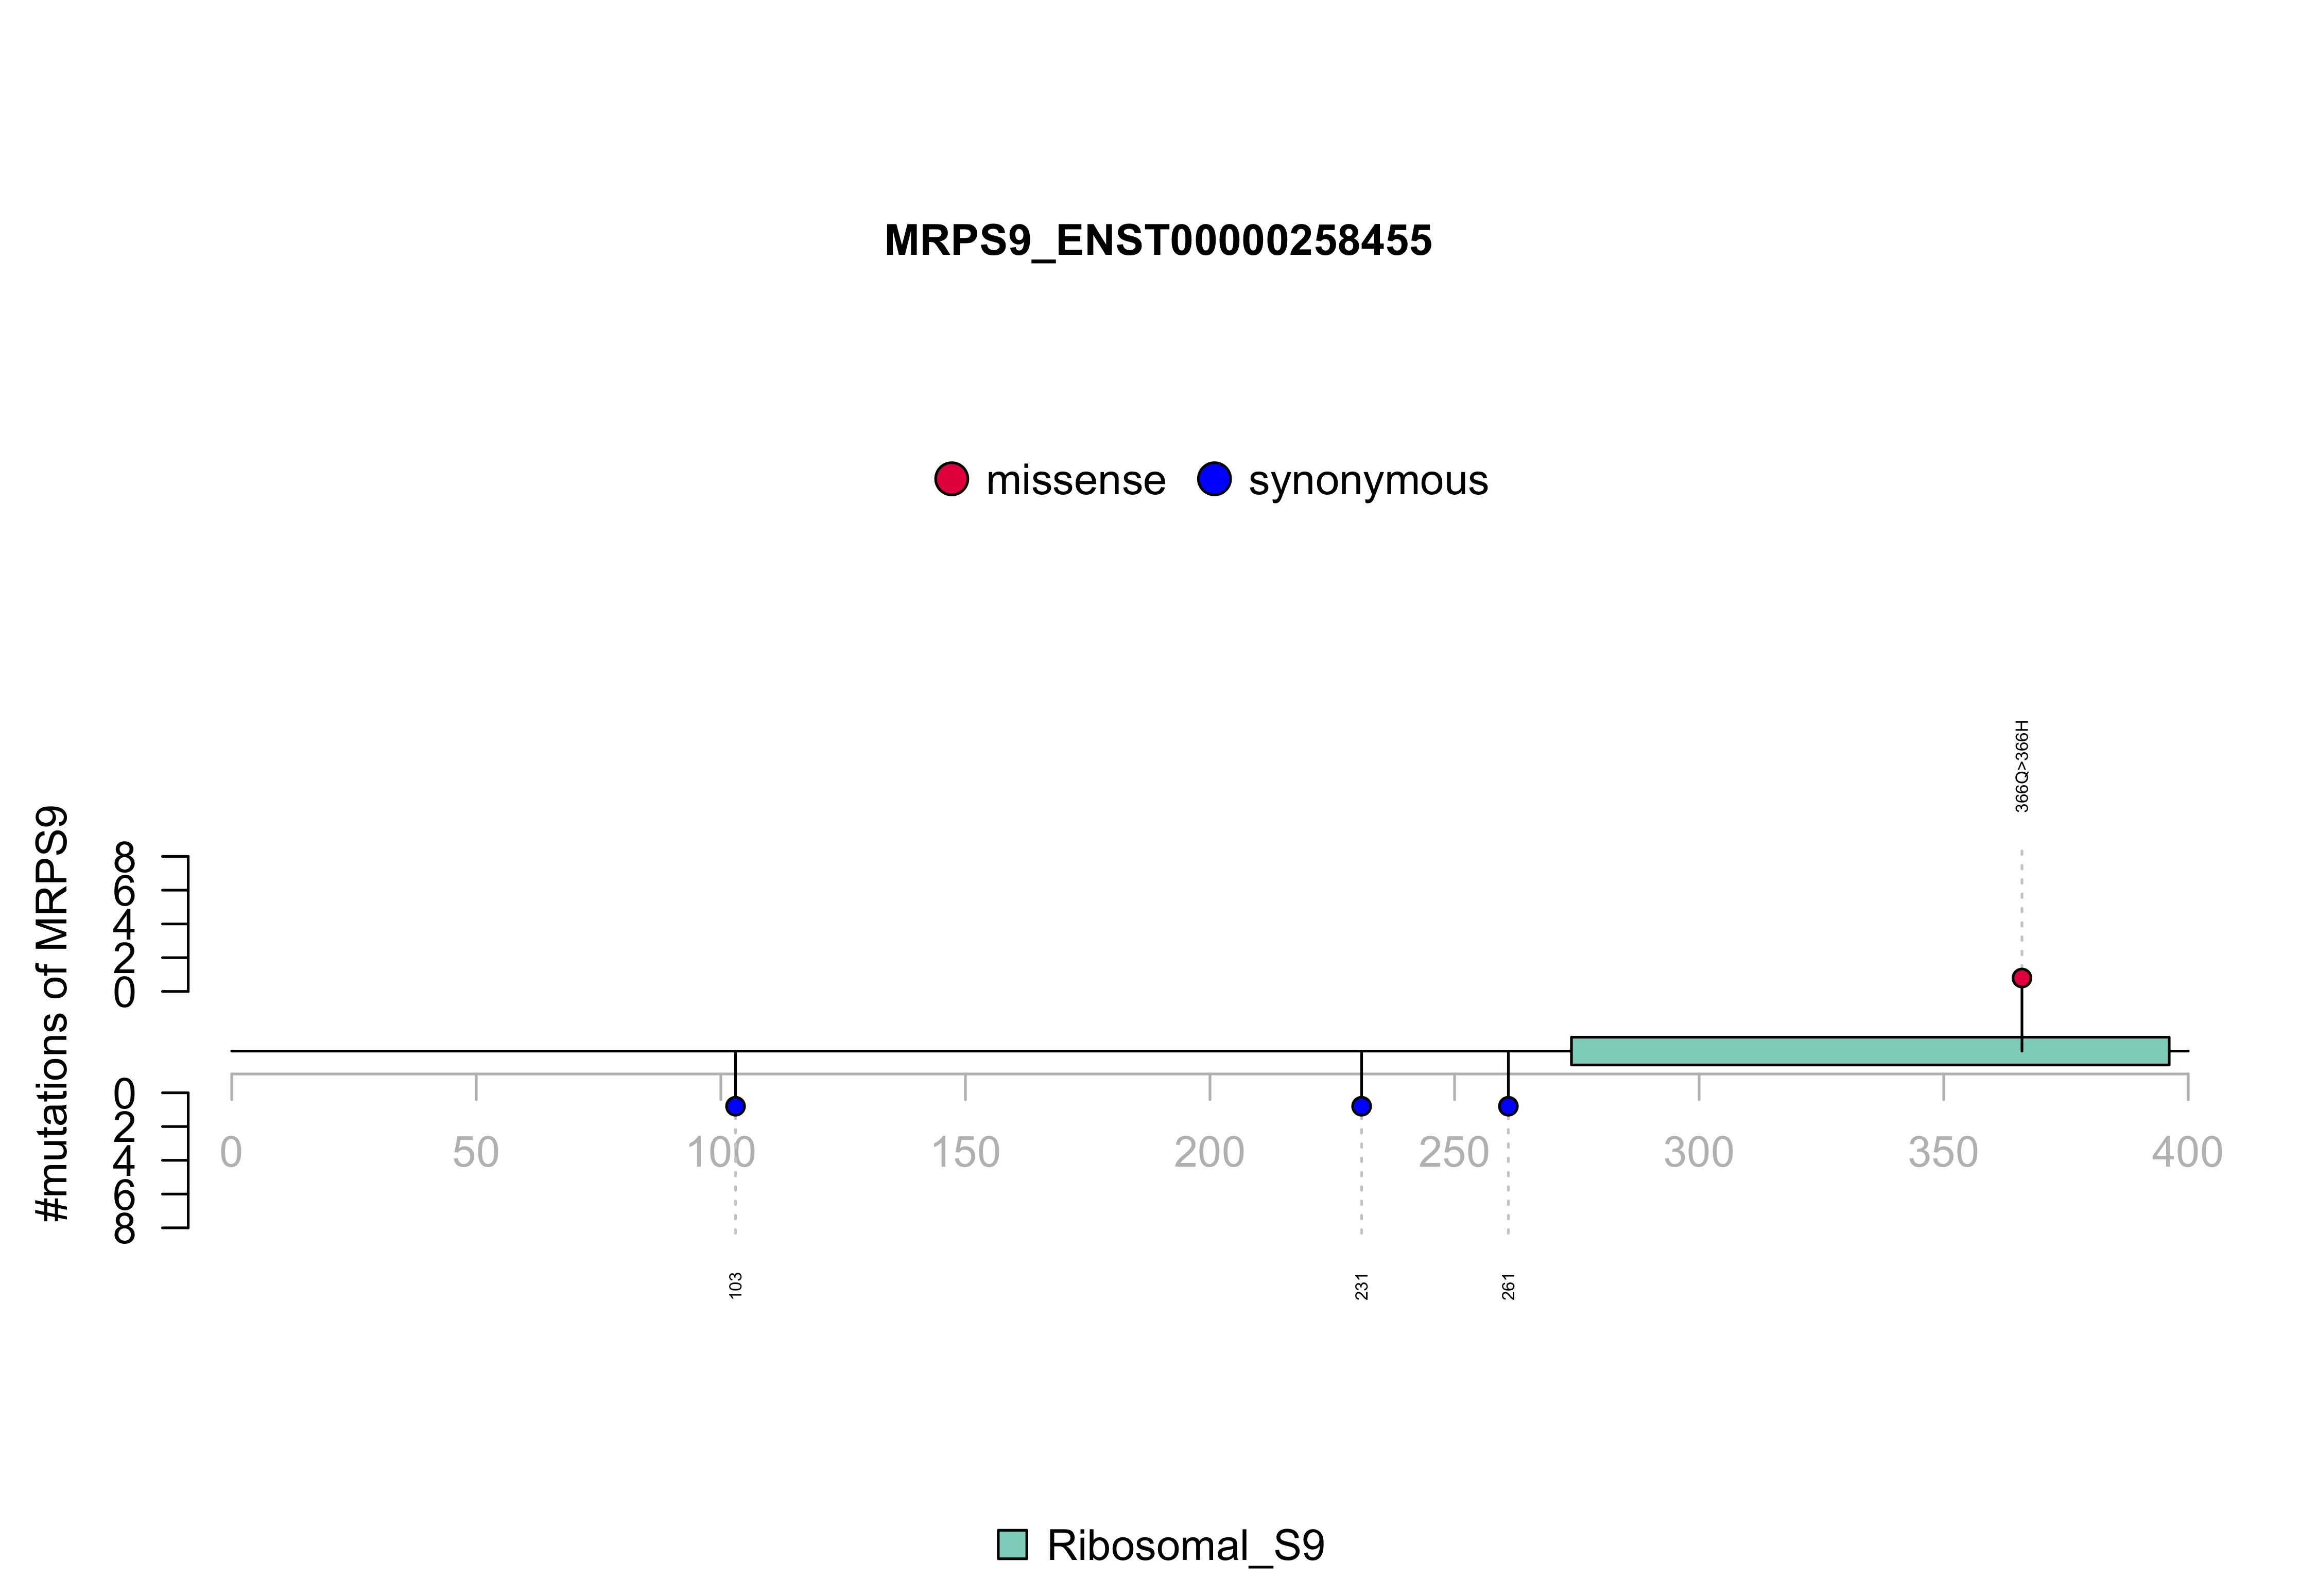 MRPS9_ENST00000258455
missense synonymous
366Q>366H
#mutations of MRPS9
8
6
4
2
0
0
2
4
6
8
0 50 100 150 200 250 300 350 400
103 231 261
Ribosomal_S9